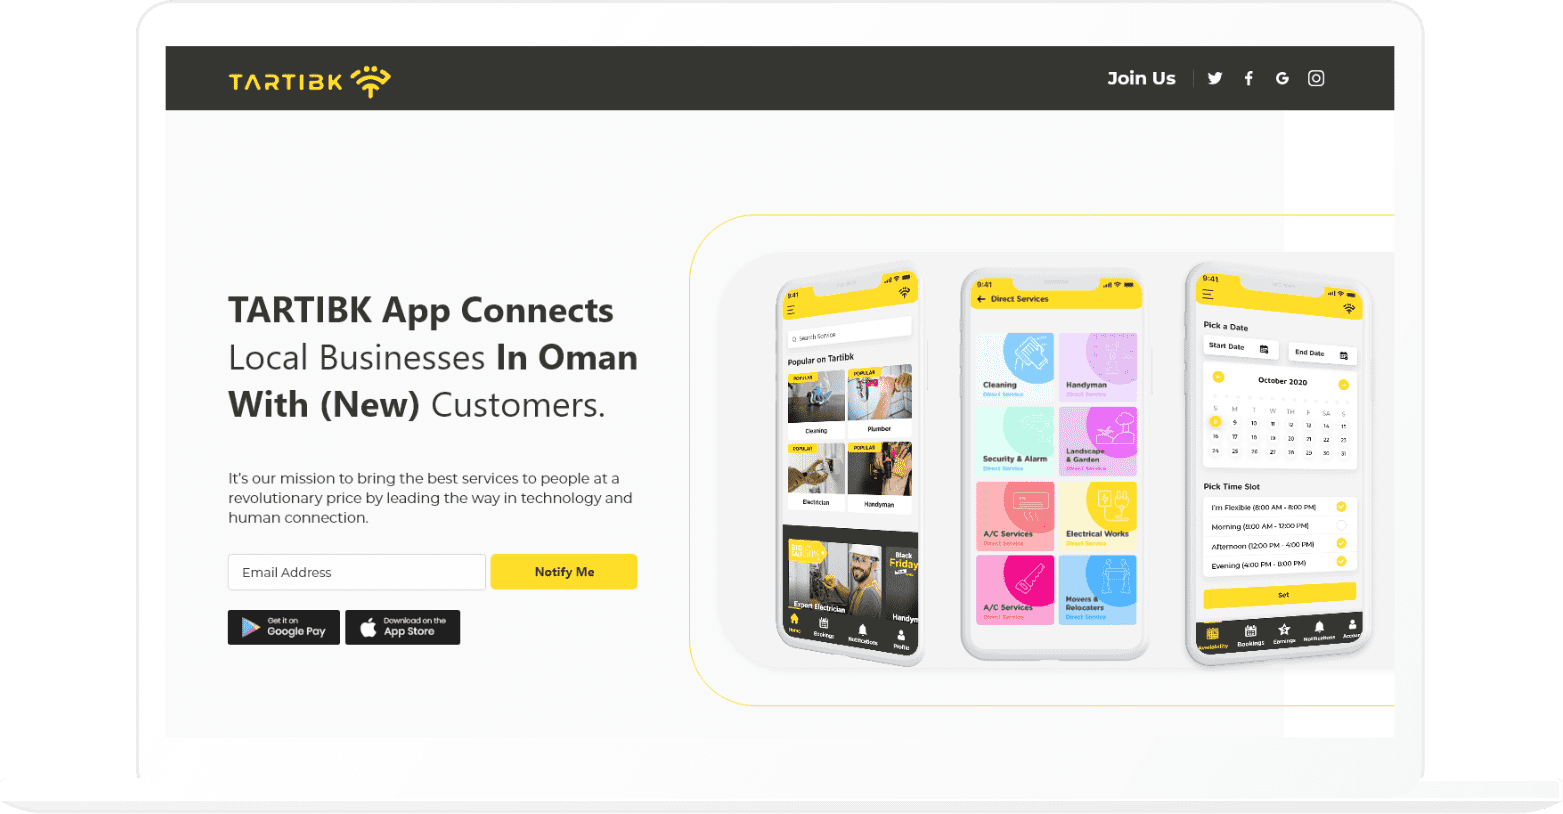 TARTIBK
Join Us
TARTIBK App Connects
Local Businesses In Oman
With (New) Customers.
It's our mission to bring the best services to people at a
revolutionary price by leading the way in technology and
human connection.
Email Address
Notify Me
Get it on
Google Pay
Download on the
App Store
9:41
Search Service
Popular on Tartibk
POPULAR
POPULAR
Cleaning
Plumber
POPULAR
POPULAR
Electrician
Handyman
Black
Friday
Expert Electrician
Handym
Home
Bookings
Notifications
Profile
9:41
Direct Services
Cleaning
Direct Service
Handyman
Direct Service
Security & Alarm
Direct Service
Landscape
& Garden
Direct Service
A/C Services
Direct Service
Electrical Works
Direct Service
A/C Services
Direct Service
Movers &
Relocaters
Direct Service
9:41
Pick a Date
Start Date
End Date
October 2020
S M T W TH F SA S
8 9 10 11 12 13 14 15
16 17 18 19 20 21 22 23
24 25 26 27 28 29 30 31
Pick Time Slot
I'm Flexible (8:00 AM - 8:00 PM)
Morning (8:00 AM - 12:00 PM)
Afternoon (12:00 PM - 4:00 PM)
Evening (4:00 PM - 8:00 PM)
Set
Availability
Bookings
Earnings
Notifications
Accoun